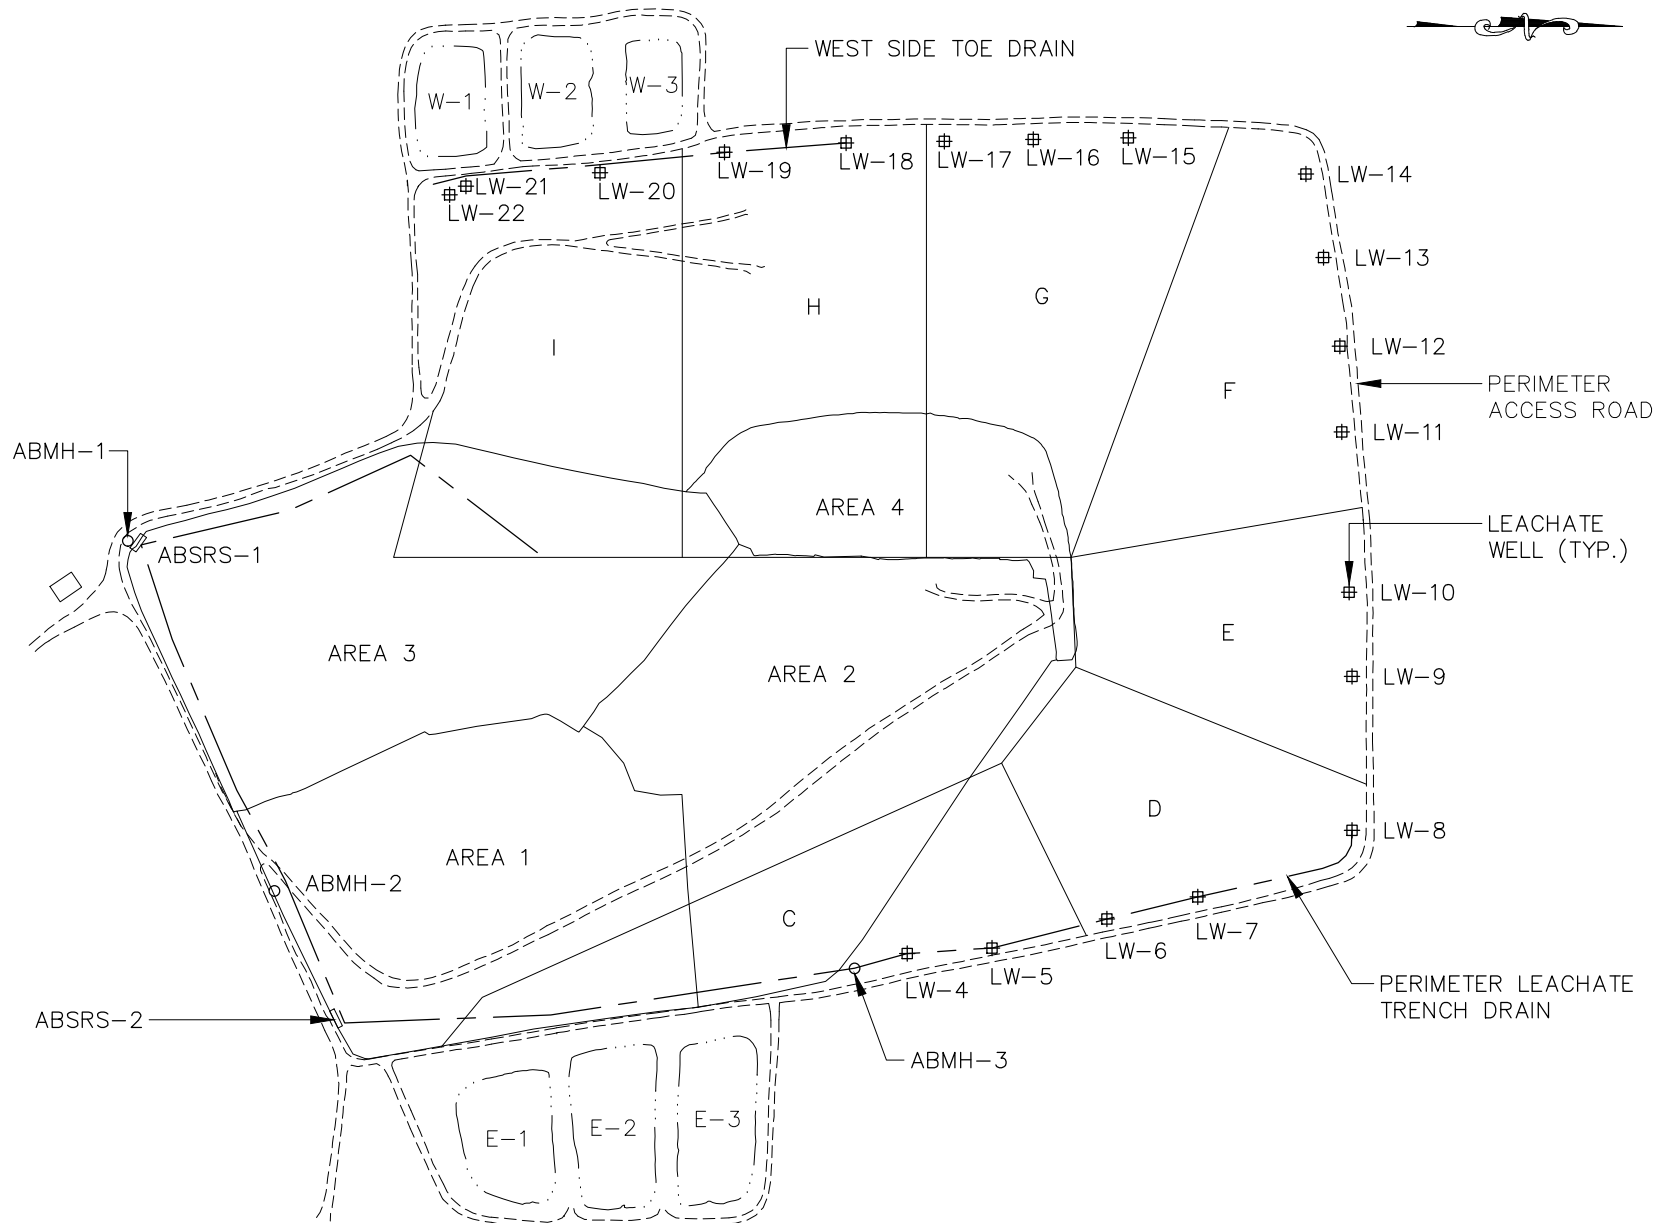 WEST SIDE TOE DRAIN
W-1
W-2
W-3
LW-22
LW-21
LW-20
LW-19
LW-18
LW-17
LW-16
LW-15
LW-14
LW-13
LW-12
LW-11
PERIMETER
ACCESS ROAD
I
H
G
F
ABMH-1
ABSRS-1
AREA 4
LEACHATE
WELL (TYP.)
LW-10
E
LW-9
AREA 3
AREA 2
D
LW-8
AREA 1
ABMH-2
C
LW-7
LW-6
LW-5
LW-4
PERIMETER LEACHATE
TRENCH DRAIN
ABSRS-2
ABMH-3
E-1
E-2
E-3